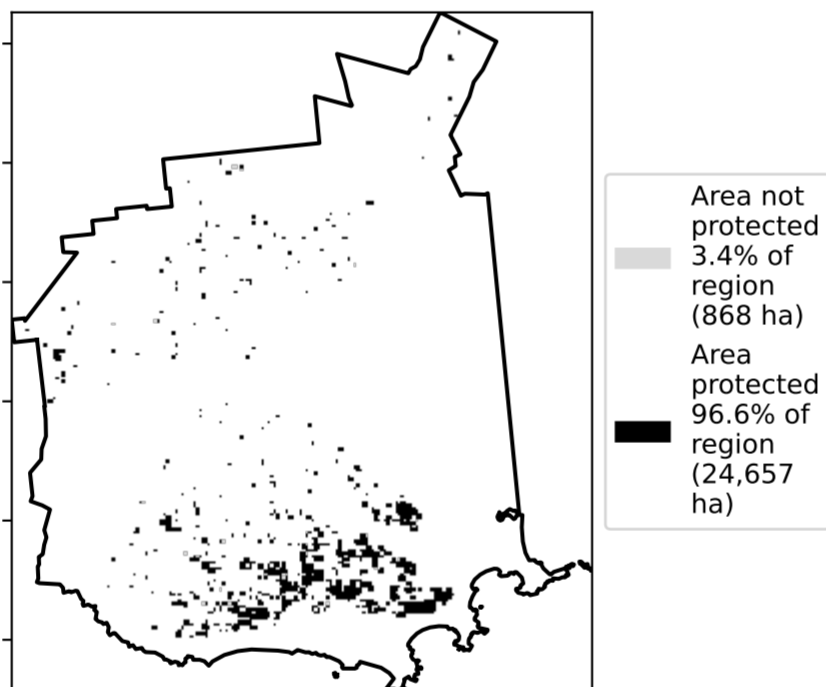 Area not
protected
3.4% of
region
(868 ha)
Area
protected
96.6% of
region
(24,657
ha)